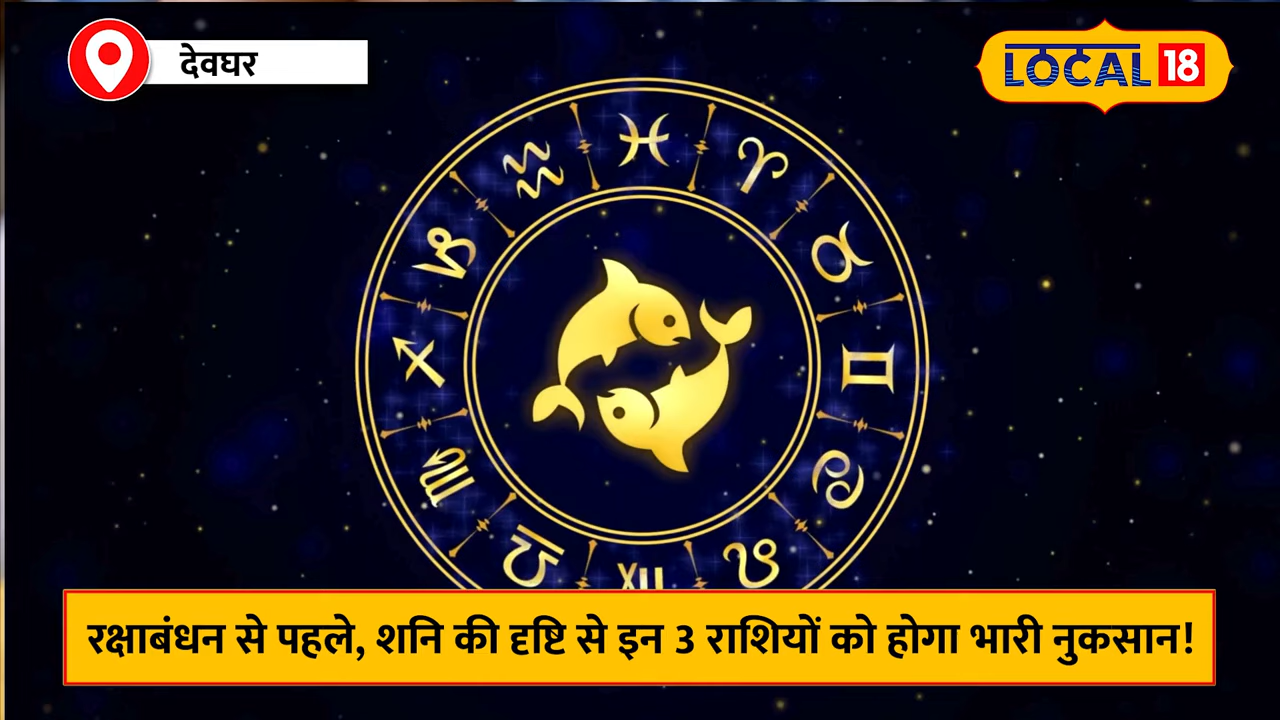 देवघर
LOCAL 18
रक्षाबंधन से पहले, शनि की दृष्टि से इन 3 राशियों को होगा भारी नुकसान!